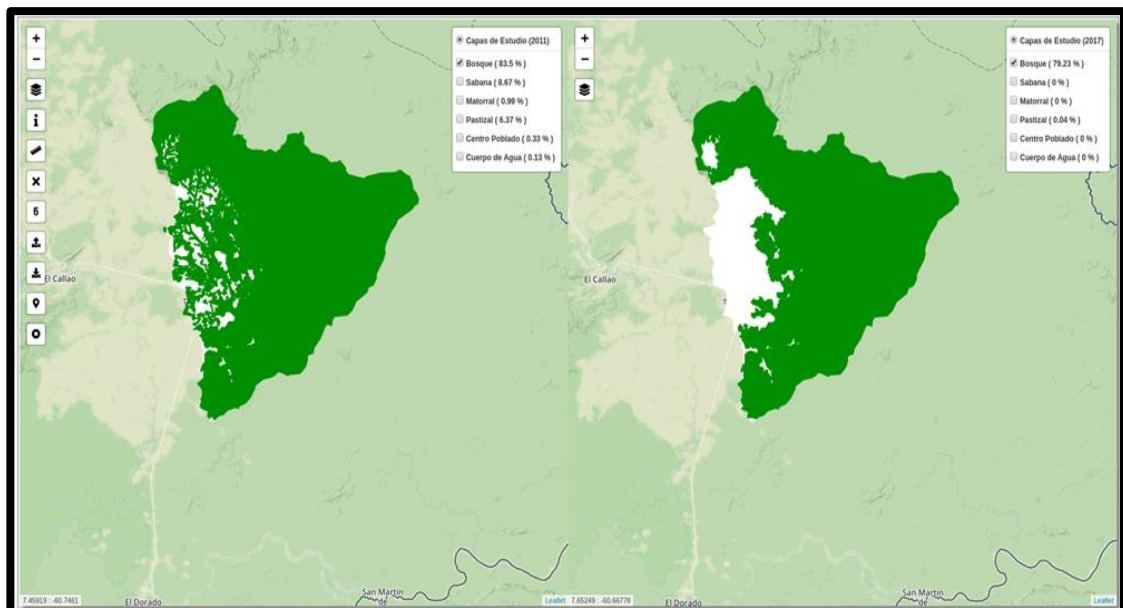 +
−
i
x
6
Capas de Estudio (2011)
Bosque ( 83.5 % )
Sabana ( 8.67 % )
Matorral ( 0.99 % )
Pastizal ( 6.37 % )
Centro Poblado ( 0.33 % )
Cuerpo de Agua ( 0.13 % )
El Callao
El Dorado
San Martin
de
7.45919 : -60.7461
Leaflet
+
−
Capas de Estudio (2017)
Bosque ( 79.23 % )
Sabana ( 0 % )
Matorral ( 0 % )
Pastizal ( 0.04 % )
Centro Poblado ( 0 % )
Cuerpo de Agua ( 0 % )
El Callao
El Dorado
San Martin
de
7.65249 : -60.66778
Leaflet